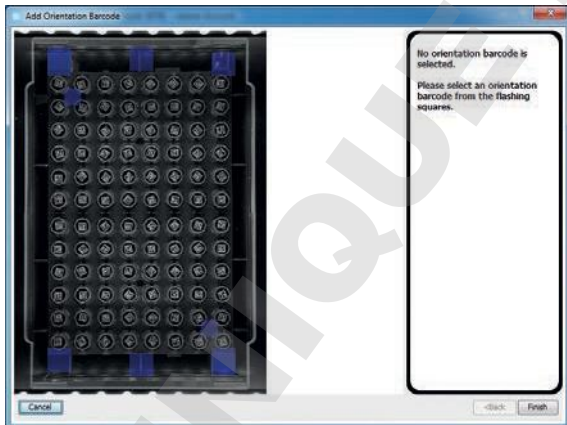 Add Orientation Barcode
No orientation barcode is
selected.
Please select an orientation
barcode from the flashing
squares.
Cancel
<Back
Finish